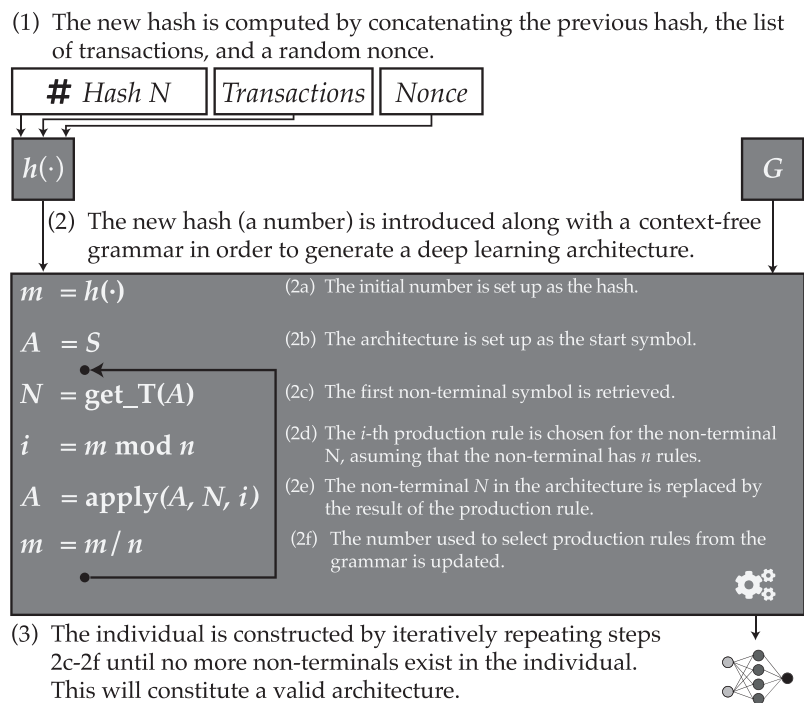 (1) The new hash is computed by concatenating the previous hash, the list
of transactions, and a random nonce.
# Hash N Transactions Nonce
h(·) G
(2) The new hash (a number) is introduced along with a context-free
grammar in order to generate a deep learning architecture.
m = h(·) (2a) The initial number is set up as the hash.
A = S (2b) The architecture is set up as the start symbol.
N = get_T(A) (2c) The first non-terminal symbol is retrieved.
i = m mod n (2d) The i-th production rule is chosen for the non-terminal
N, assuming that the non-terminal has n rules.
A = apply(A, N, i) (2e) The non-terminal N in the architecture is replaced by
the result of the production rule.
m = m / n (2f) The number used to select production rules from the
grammar is updated.
(3) The individual is constructed by iteratively repeating steps
2c-2f until no more non-terminals exist in the individual.
This will constitute a valid architecture.